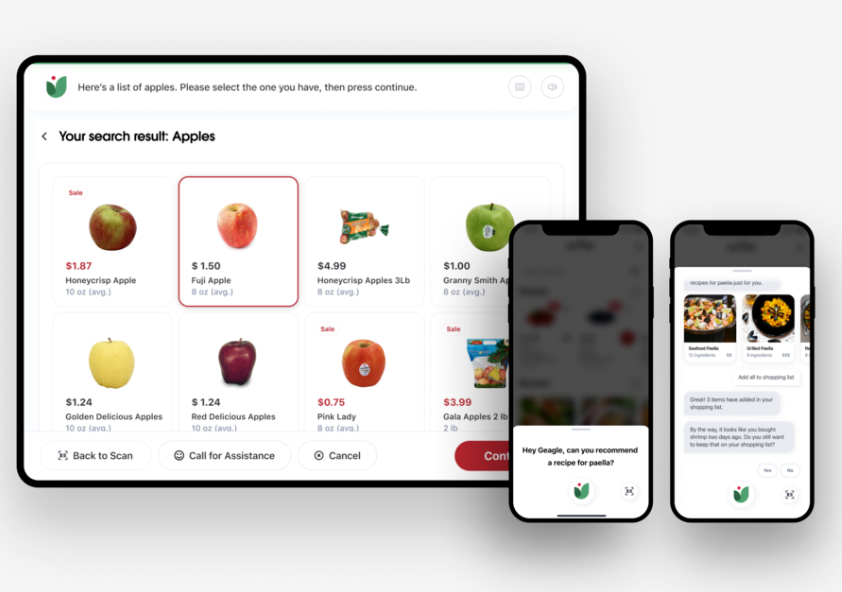 Here's a list of apples. Please select the one you have, then press continue.
Your search result: Apples
Sale
$1.87
Honeycrisp Apple
10 oz (avg.)
$ 1.50
Fuji Apple
8 oz (avg.)
$4.99
Honeycrisp Apples 3Lb
8 oz (avg.)
$1.00
Granny Smith Ap
8 oz (avg.)
$1.24
Golden Delicious Apples
10 oz (avg.)
$ 1.24
Red Delicious Apples
10 oz (avg.)
Sale
$0.75
Pink Lady
8 oz (avg.)
Sale
$3.99
Gala Apples 2 lb
2 lb
Back to Scan
Call for Assistance
Cancel
Cont
Hey Geagle, can you recommend
a recipe for paella?
recipes for paella just for you.
Seafood Paella
12 ingredients $$
Grilled Paella
9 ingredients $$$
Add all to shopping list
Great! 3 items have added in your
shopping list.
By the way, it looks like you bought
shrimp two days ago. Do you still want
to keep that on your shopping list?
Yes
No